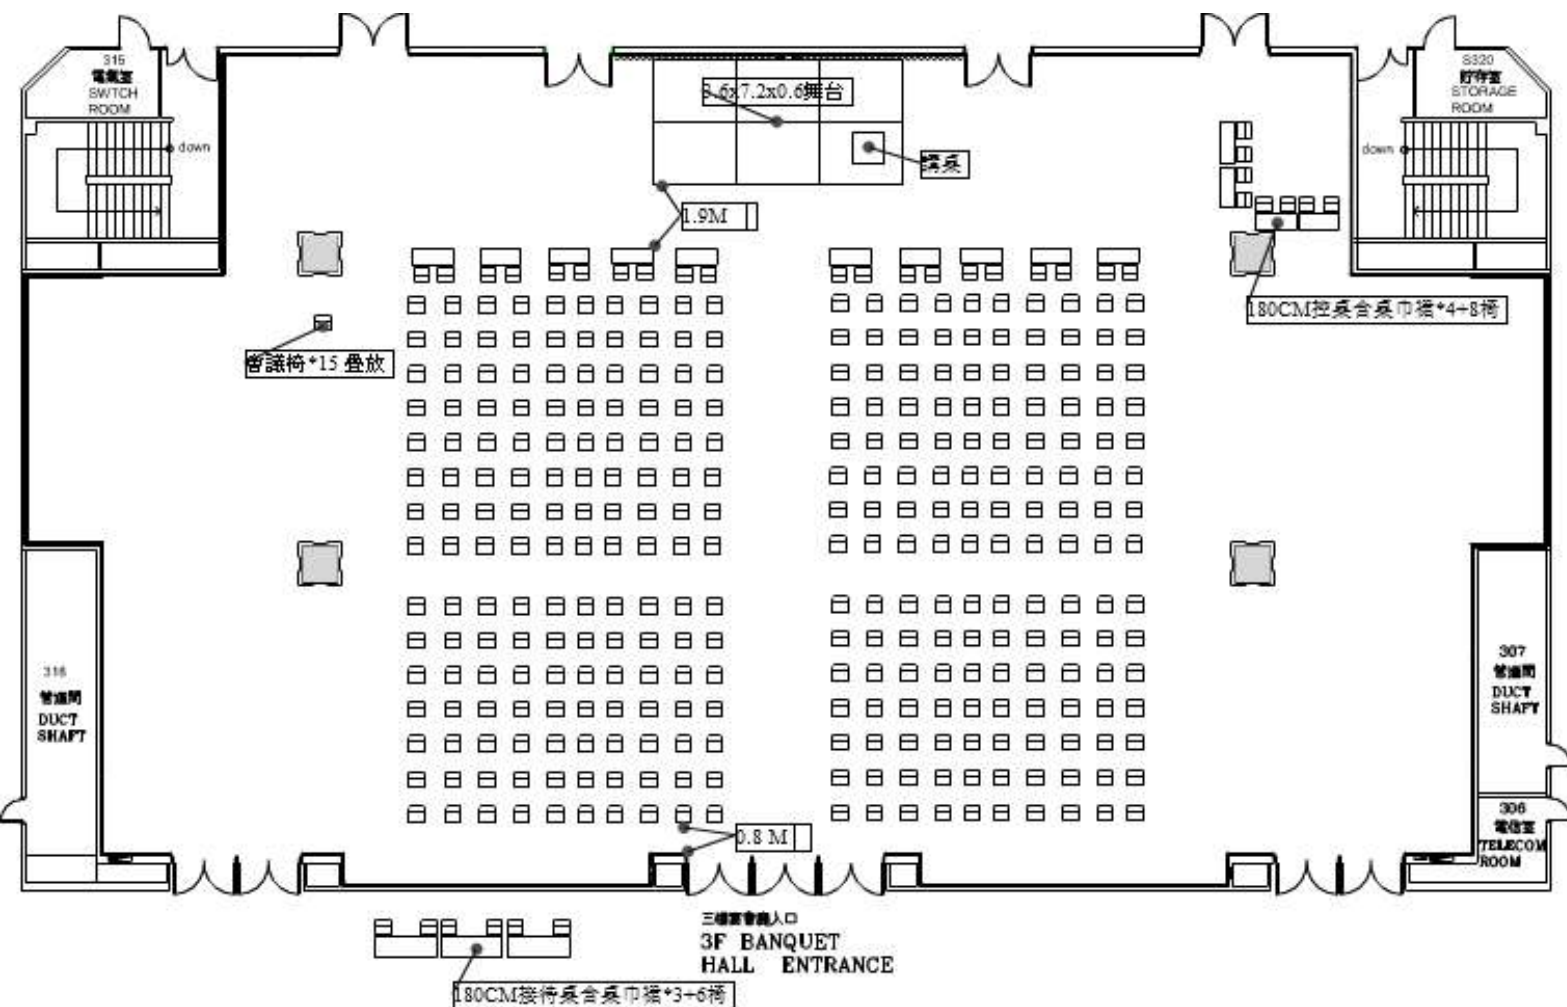 315
電氣室
SWTCH
ROOM
down
3.6x7.2x0.6舞台
講桌
1.9M
S320
貯存室
STORAGE
ROOM
down
180CM控桌含桌巾裙*4+8椅
會議椅*15 疊放
316
管道間
DUCT
SHAFT
307
管道間
DUCT
SHAFT
306
電信室
TELECOM
ROOM
0.8 M
三樓宴會廳入口
3F BANQUET
HALL ENTRANCE
180CM接待桌含桌巾裙*3+6椅